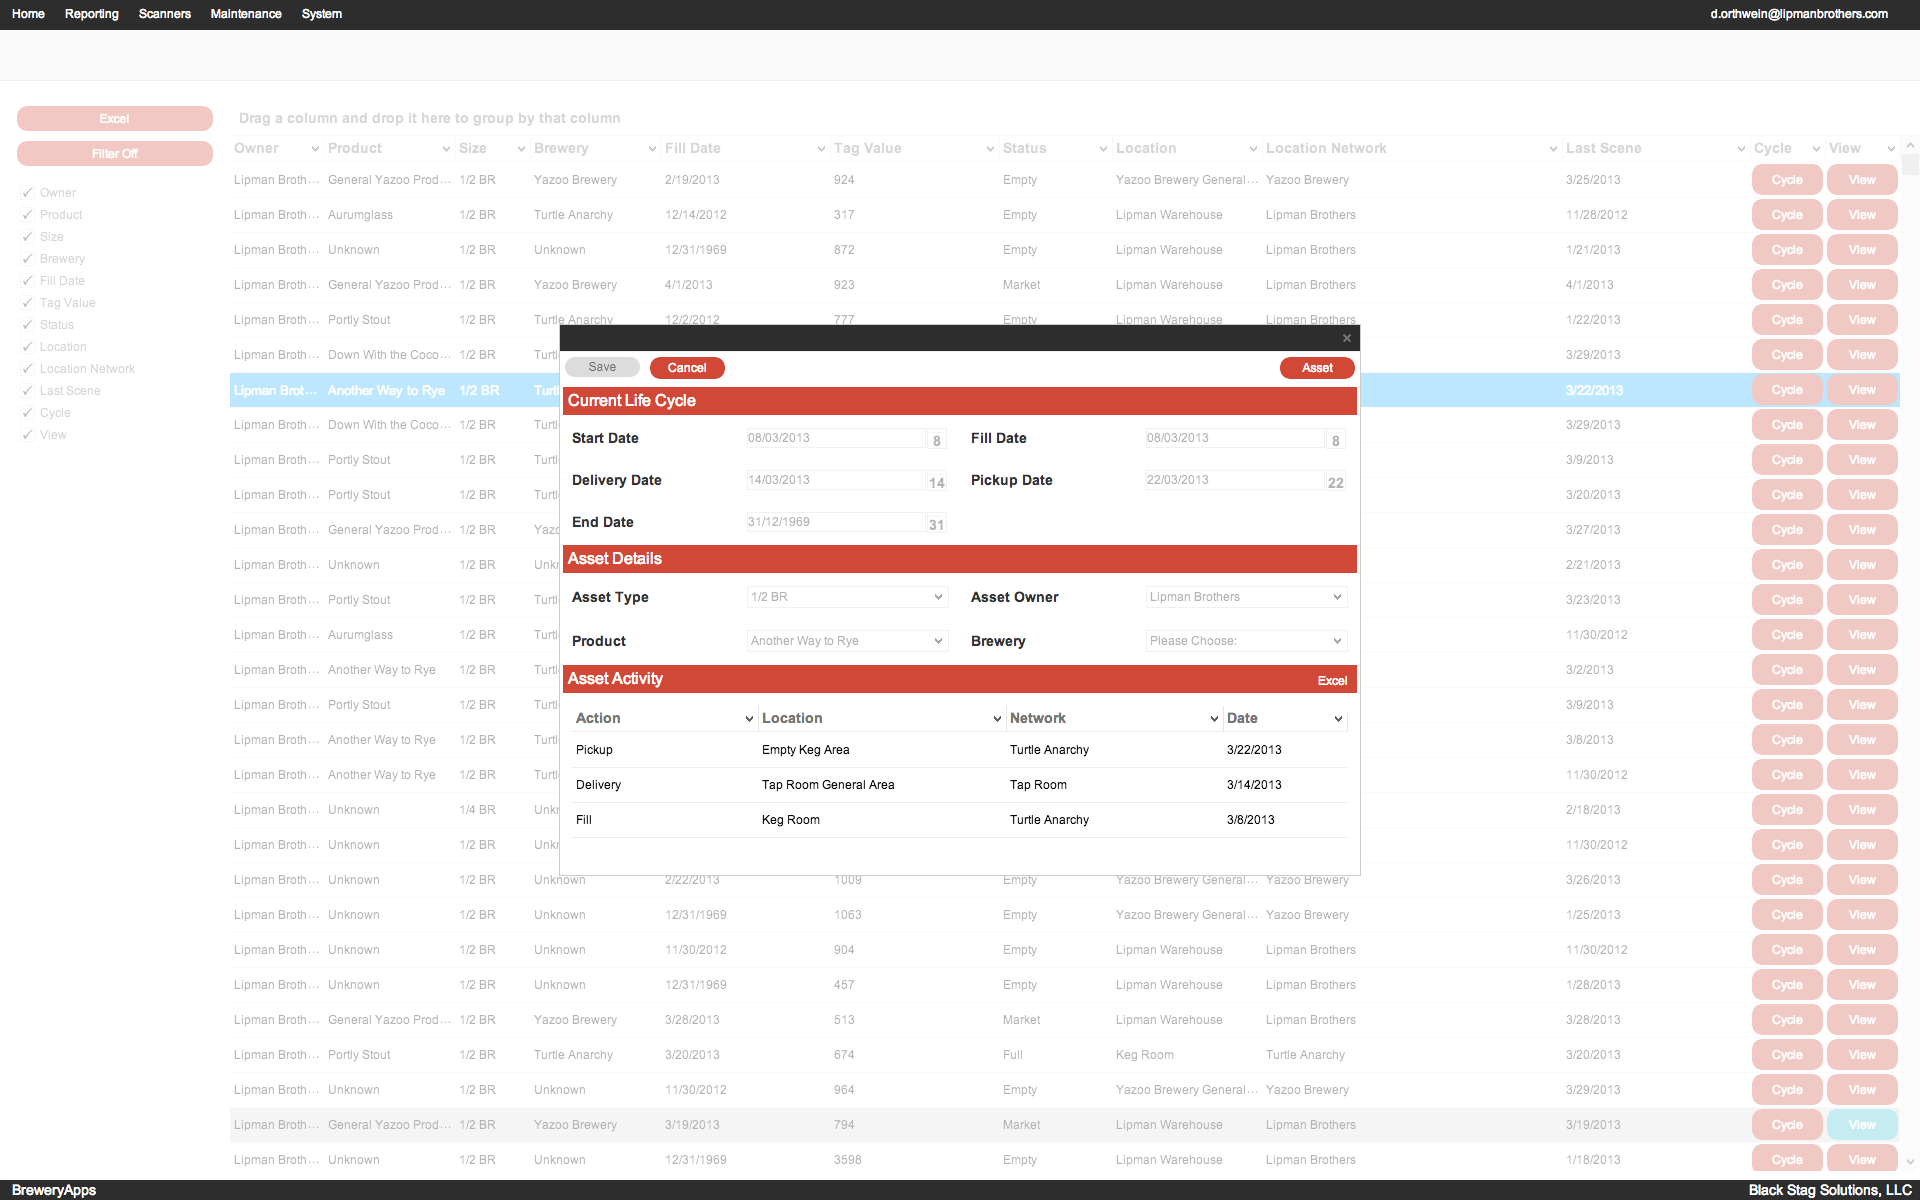 Home Reporting Scanners Maintenance System d.orthwein@lipmanbrothers.com
Excel
Filter Off
Owner
Product
Size
Brewery
Fill Date
Tag Value
Status
Location
Location Network
Last Scene
Cycle
View
Drag a column and drop it here to group by that column
Owner Product Size Brewery Fill Date Tag Value Status Location Location Network Last Scene Cycle View
Lipman Broth... General Yazoo Prod... 1/2 BR Yazoo Brewery 2/19/2013 924 Empty Yazoo Brewery General... Yazoo Brewery 3/25/2013 Cycle View
Lipman Broth... Aurumglass 1/2 BR Turtle Anarchy 12/14/2012 317 Empty Lipman Warehouse Lipman Brothers 11/28/2012 Cycle View
Lipman Broth... Unknown 1/2 BR Unknown 12/31/1969 872 Empty Lipman Warehouse Lipman Brothers 1/21/2013 Cycle View
Lipman Broth... General Yazoo Prod... 1/2 BR Yazoo Brewery 4/1/2013 923 Market Lipman Warehouse Lipman Brothers 4/1/2013 Cycle View
Lipman Broth... Portly Stout 1/2 BR Turtle Anarchy 12/2/2012 777 Empty Lipman Warehouse Lipman Brothers 1/22/2013 Cycle View
Lipman Broth... Down With the Coco... 1/2 BR Turtl 3/29/2013 Cycle View
Lipman Brot... Another Way to Rye 1/2 BR Turtl 3/22/2013 Cycle View
Lipman Broth... Down With the Coco... 1/2 BR Turtl 3/29/2013 Cycle View
Lipman Broth... Portly Stout 1/2 BR Turtl 3/9/2013 Cycle View
Lipman Broth... Portly Stout 1/2 BR Turtl 3/20/2013 Cycle View
Lipman Broth... General Yazoo Prod... 1/2 BR Yazo 3/27/2013 Cycle View
Lipman Broth... Unknown 1/2 BR Unkn 2/21/2013 Cycle View
Lipman Broth... Portly Stout 1/2 BR Turtl 3/23/2013 Cycle View
Lipman Broth... Aurumglass 1/2 BR Turtl 11/30/2012 Cycle View
Lipman Broth... Another Way to Rye 1/2 BR Turtl 3/2/2013 Cycle View
Lipman Broth... Portly Stout 1/2 BR Turtl 3/9/2013 Cycle View
Lipman Broth... Another Way to Rye 1/2 BR Turtl 3/8/2013 Cycle View
Lipman Broth... Another Way to Rye 1/2 BR Turtl 11/30/2012 Cycle View
Lipman Broth... Unknown 1/4 BR Unkn 2/18/2013 Cycle View
Lipman Broth... Unknown 1/2 BR Unkn 11/30/2012 Cycle View
Lipman Broth... Unknown 1/2 BR Unknown 2/22/2013 1009 Empty Yazoo Brewery General... Yazoo Brewery 3/26/2013 Cycle View
Lipman Broth... Unknown 1/2 BR Unknown 12/31/1969 1063 Empty Yazoo Brewery General... Yazoo Brewery 1/25/2013 Cycle View
Lipman Broth... Unknown 1/2 BR Unknown 11/30/2012 904 Empty Lipman Warehouse Lipman Brothers 11/30/2012 Cycle View
Lipman Broth... Unknown 1/2 BR Unknown 12/31/1969 457 Empty Lipman Warehouse Lipman Brothers 1/28/2013 Cycle View
Lipman Broth... General Yazoo Prod... 1/2 BR Yazoo Brewery 3/28/2013 513 Market Lipman Warehouse Lipman Brothers 3/28/2013 Cycle View
Lipman Broth... Portly Stout 1/2 BR Turtle Anarchy 3/20/2013 674 Full Keg Room Turtle Anarchy 3/20/2013 Cycle View
Lipman Broth... Unknown 1/2 BR Unknown 11/30/2012 964 Empty Yazoo Brewery General... Yazoo Brewery 3/29/2013 Cycle View
Lipman Broth... General Yazoo Prod... 1/2 BR Yazoo Brewery 3/19/2013 794 Market Lipman Warehouse Lipman Brothers 3/19/2013 Cycle View
Lipman Broth... Unknown 1/2 BR Unknown 12/31/1969 3598 Empty Lipman Warehouse Lipman Brothers 1/18/2013 Cycle View
Save Cancel Asset
Current Life Cycle
Start Date 08/03/2013 8 Fill Date 08/03/2013 8
Delivery Date 14/03/2013 14 Pickup Date 22/03/2013 22
End Date 31/12/1969 31
Asset Details
Asset Type 1/2 BR Asset Owner Lipman Brothers
Product Another Way to Rye Brewery Please Choose:
Asset Activity Excel
Action Location Network Date
Pickup Empty Keg Area Turtle Anarchy 3/22/2013
Delivery Tap Room General Area Tap Room 3/14/2013
Fill Keg Room Turtle Anarchy 3/8/2013
BreweryApps Black Stag Solutions, LLC